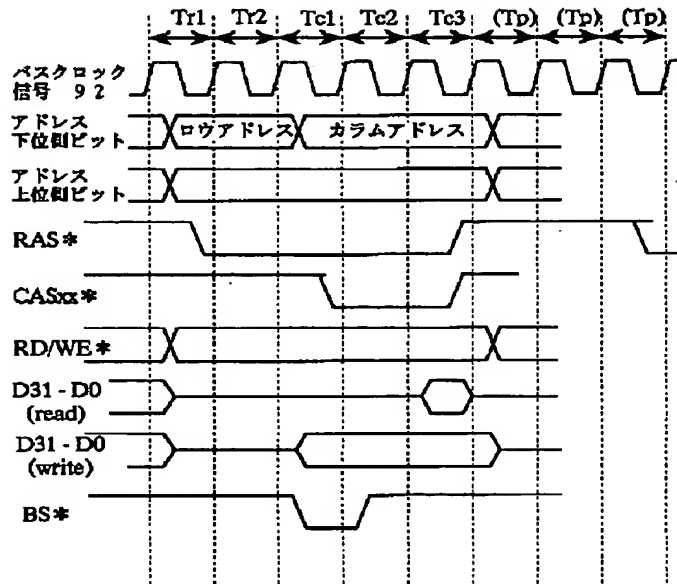 Tr1 Tr2 Tc1 Tc2 Tc3 (Tp) (Tp) (Tp)
バスクロック
信号 92
アドレス
下位側ビット
ロウアドレス カラムアドレス
アドレス
上位側ビット
RAS*
CASxx*
RD/WE*
D31 - D0
(read)
D31 - D0
(write)
BS*